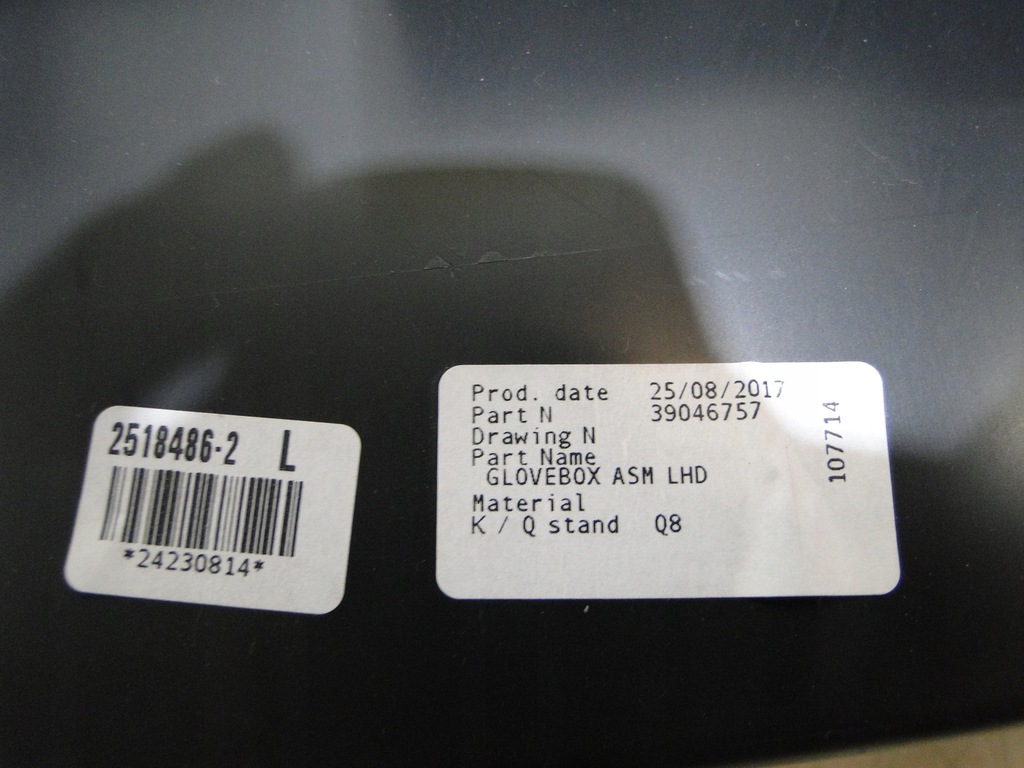 2518486-2 L
*24230814*
Prod. date 25/08/2017
Part N 39046757
Drawing N
Part Name
GLOVEBOX ASM LHD
Material
K / Q stand Q8
107714